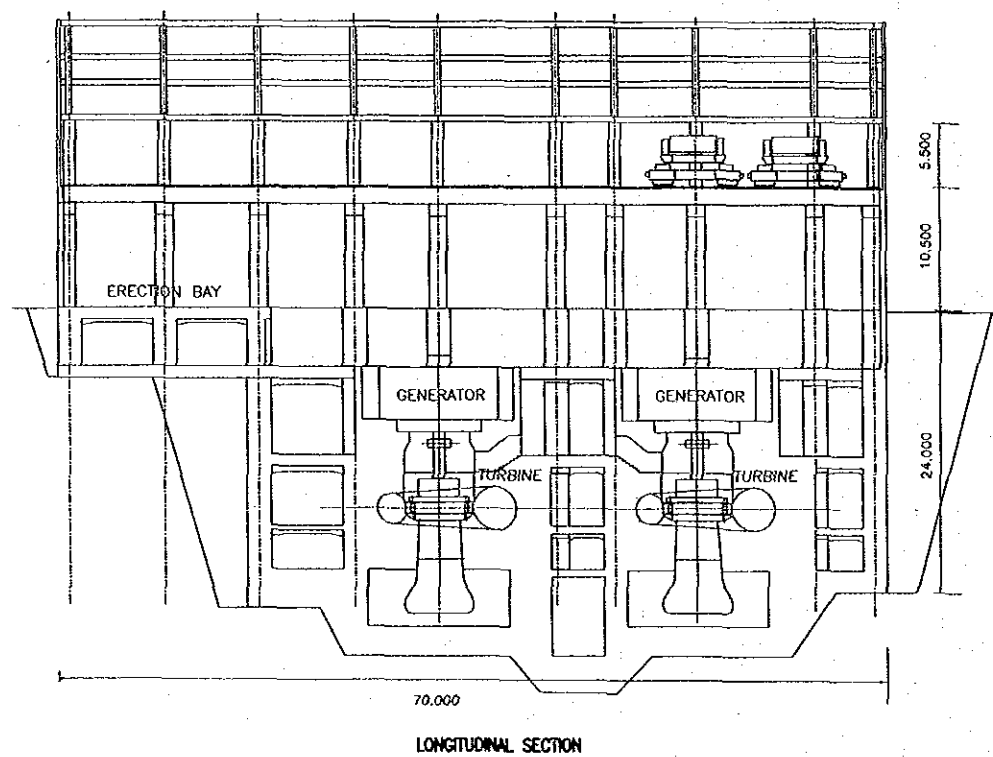 5.500
10.500
ERECTION BAY
GENERATOR
GENERATOR
24.000
TURBINE
TURBINE
70.000
LONGITUDINAL SECTION